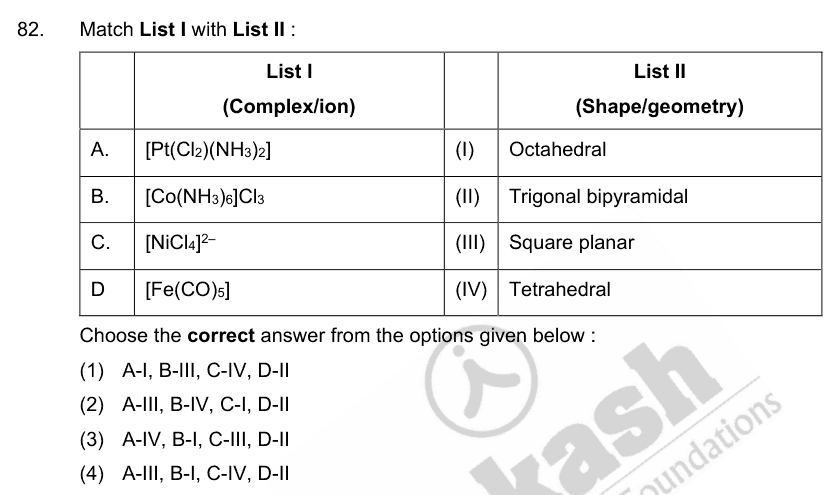 82. Match List I with List II :
List I
(Complex/ion)
List II
(Shape/geometry)
A. [Pt(Cl₂)(NH₃)₂] (I) Octahedral
B. [Co(NH₃)₆]Cl₃ (II) Trigonal bipyramidal
C. [NiCl₄]²⁻ (III) Square planar
D [Fe(CO)₅] (IV) Tetrahedral
Choose the correct answer from the options given below :
(1) A-I, B-III, C-IV, D-II
(2) A-III, B-IV, C-I, D-II
(3) A-IV, B-I, C-III, D-II
(4) A-III, B-I, C-IV, D-II
kash
oundations